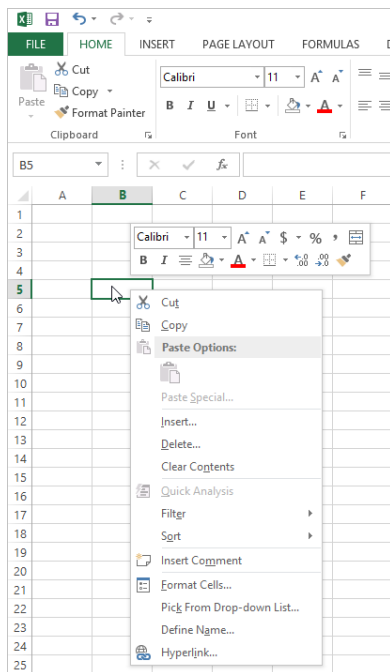 FILE HOME INSERT PAGE LAYOUT FORMULAS
Cut
Copy
Format Painter
Paste
Clipboard
Calibri 11 A A
B I U A
Font
B5 fx
A B C D E F
1
2
3
4
5
6
7
8
9
10
11
12
13
14
15
16
17
18
19
20
21
22
23
24
25
Calibri 11 A A $ % ,
B I A .00 .0
Cut
Copy
Paste Options:
Paste Special...
Insert...
Delete...
Clear Contents
Quick Analysis
Filter
Sort
Insert Comment
Format Cells...
Pick From Drop-down List...
Define Name...
Hyperlink...